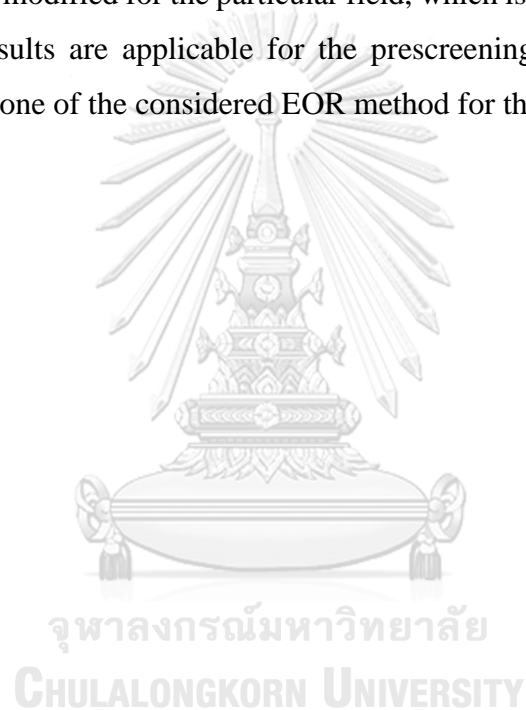 modified for the particular field, which is
sults are applicable for the prescreening
one of the considered EOR method for th
จุฬาลงกรณ์มหาวิทยาลัย
CHULALONGKORN UNIVERSITY